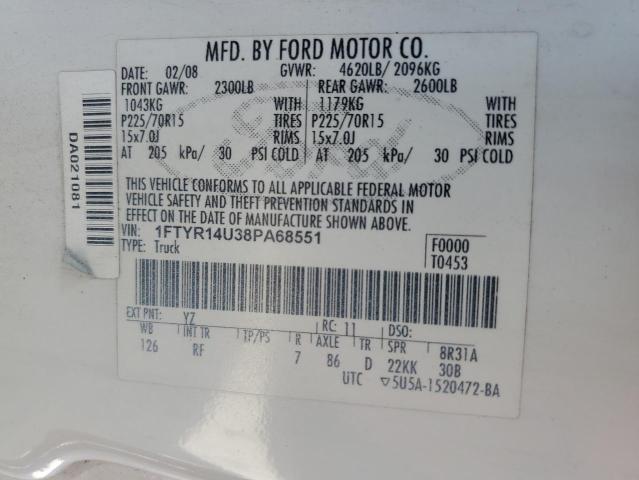 MFD. BY FORD MOTOR CO.
DATE: 02/08 GVWR: 4620LB/ 2096KG
FRONT GAWR: 2300LB REAR GAWR: 2600LB
1043KG WITH 1179KG WITH
P225/70R15 TIRES P225/70R15 TIRES
15x7.0J RIMS 15x7.0J RIMS
AT 205 kPa/ 30 PSI COLD AT 205 kPa/ 30 PSI COLD
THIS VEHICLE CONFORMS TO ALL APPLICABLE FEDERAL MOTOR
VEHICLE SAFETY AND THEFT PREVENTION STANDARDS IN
EFFECT ON THE DATE OF MANUFACTURE SHOWN ABOVE.
VIN: 1FTYR14U38PA68551 F0000
TYPE: Truck T0453
EXT PNT: YZ RC: 11 DSO:
WB INT TR TP/PS R AXLE TR SPR 8R31A
126 RF 7 86 D 22KK 30B
UTC ▽5U5A-1520472-BA
DA021081
Ford